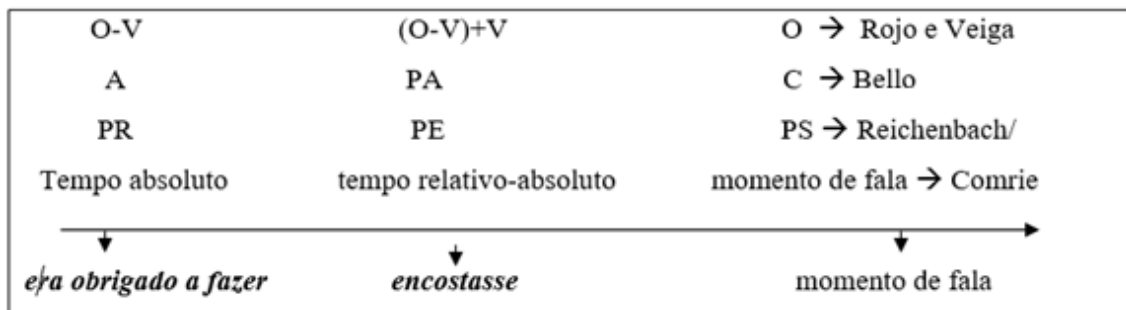 O-V (O-V)+V O → Rojo e Veiga
A PA C → Bello
PR PE PS → Reichenbach/
Tempo absoluto tempo relativo-absoluto momento de fala → Comrie
era obrigado a fazer encostasse momento de fala